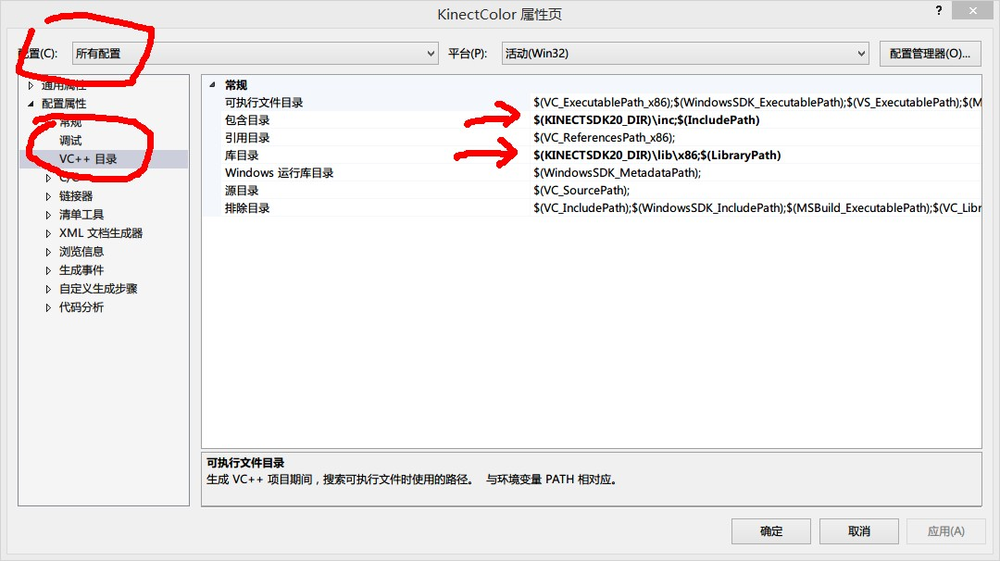 KinectColor 属性页
?
配置(C):
所有配置
平台(P):
活动(Win32)
配置管理器(O)...
通用属性
配置属性
常规
调试
VC++ 目录
C/C
链接器
清单工具
XML 文档生成器
浏览信息
生成事件
自定义生成步骤
代码分析
常规
可执行文件目录 $(VC_ExecutablePath_x86);$(WindowsSDK_ExecutablePath);$(VS_ExecutablePath);$(M
包含目录 $(KINECTSDK20_DIR)\inc;$(IncludePath)
引用目录 $(VC_ReferencesPath_x86);
库目录 $(KINECTSDK20_DIR)\lib\x86;$(LibraryPath)
Windows 运行库目录 $(WindowsSDK_MetadataPath);
源目录 $(VC_SourcePath);
排除目录 $(VC_IncludePath);$(WindowsSDK_IncludePath);$(MSBuild_ExecutablePath);$(VC_Libr
可执行文件目录
生成 VC++ 项目期间，搜索可执行文件时使用的路径。 与环境变量 PATH 相对应。
确定
取消
应用(A)